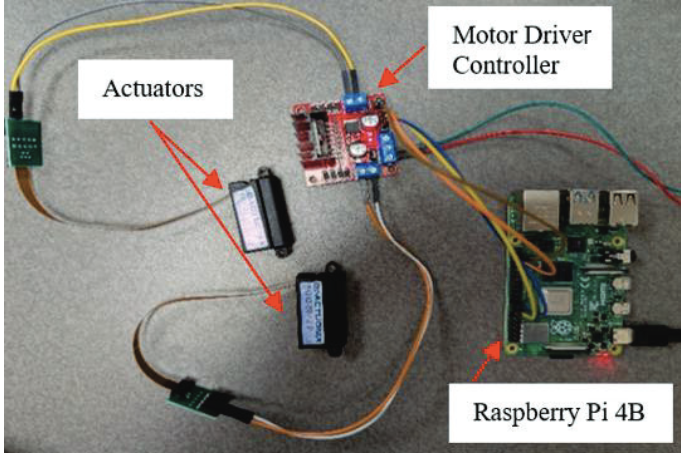 Motor Driver
Controller
Actuators
Raspberry Pi 4B